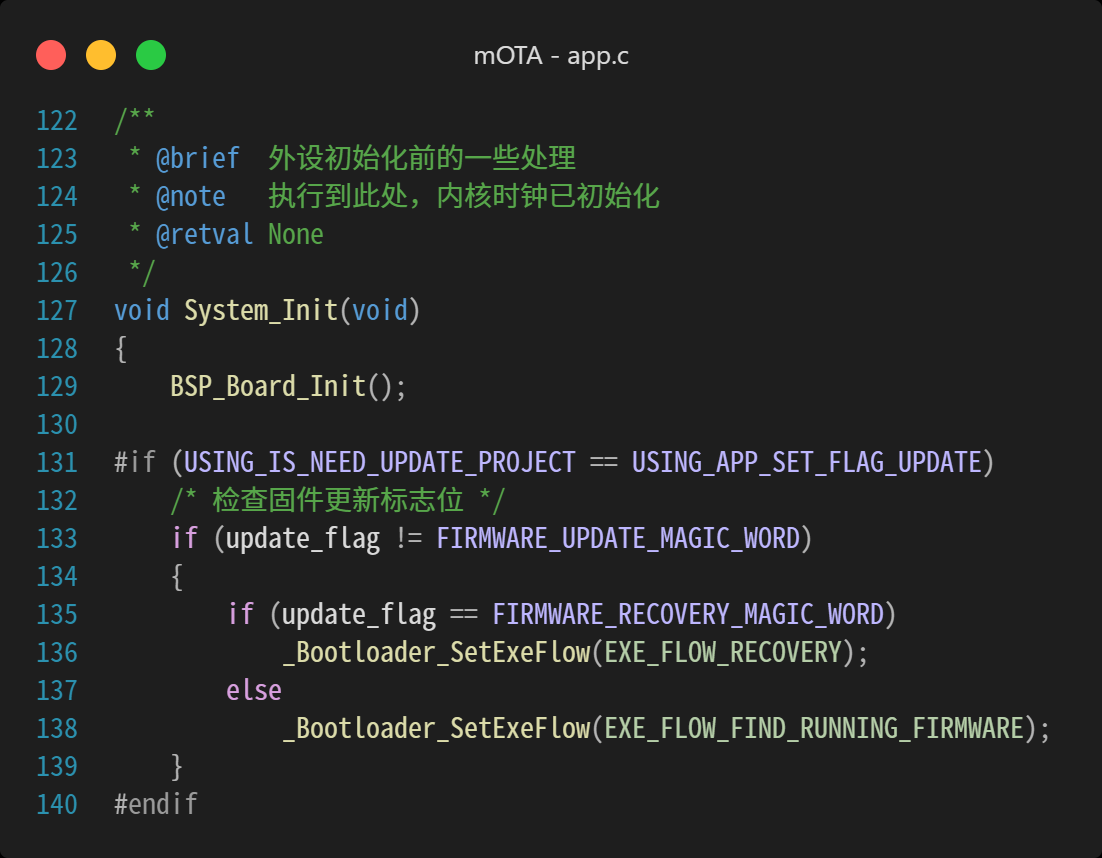 mOTA - app.c
122 /**
123  * @brief  外设初始化前的一些处理
124  * @note   执行到此处，内核时钟已初始化
125  * @retval None
126  */
127 void System_Init(void)
128 {
129     BSP_Board_Init();
130
131 #if (USING_IS_NEED_UPDATE_PROJECT == USING_APP_SET_FLAG_UPDATE)
132     /* 检查固件更新标志位 */
133     if (update_flag != FIRMWARE_UPDATE_MAGIC_WORD)
134     {
135         if (update_flag == FIRMWARE_RECOVERY_MAGIC_WORD)
136             _Bootloader_SetExeFlow(EXE_FLOW_RECOVERY);
137         else
138             _Bootloader_SetExeFlow(EXE_FLOW_FIND_RUNNING_FIRMWARE);
139     }
140 #endif